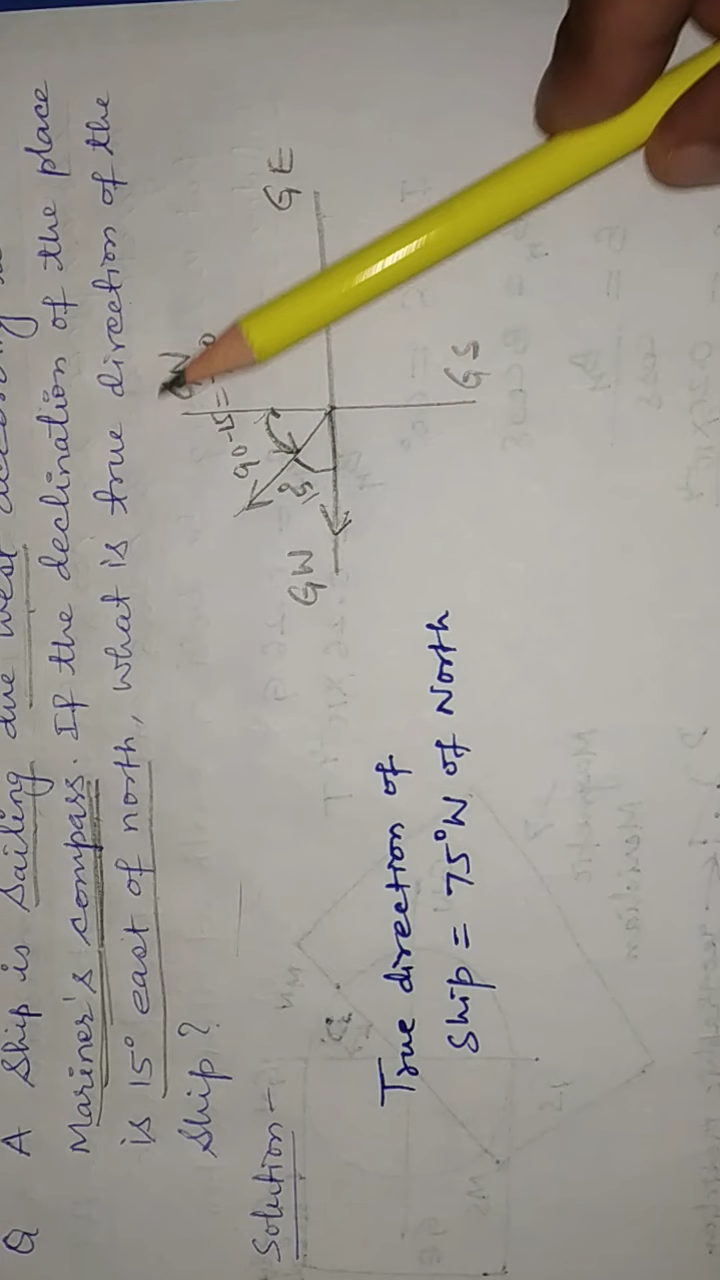 Q A Ship is sailing due west according to
Mariner's compass. If the declination of the place
is 15° east of north, what is true direction of the
Ship?
Solution -
GE
90-15=
15°
GW
GS
True direction of
Ship = 75°W of North